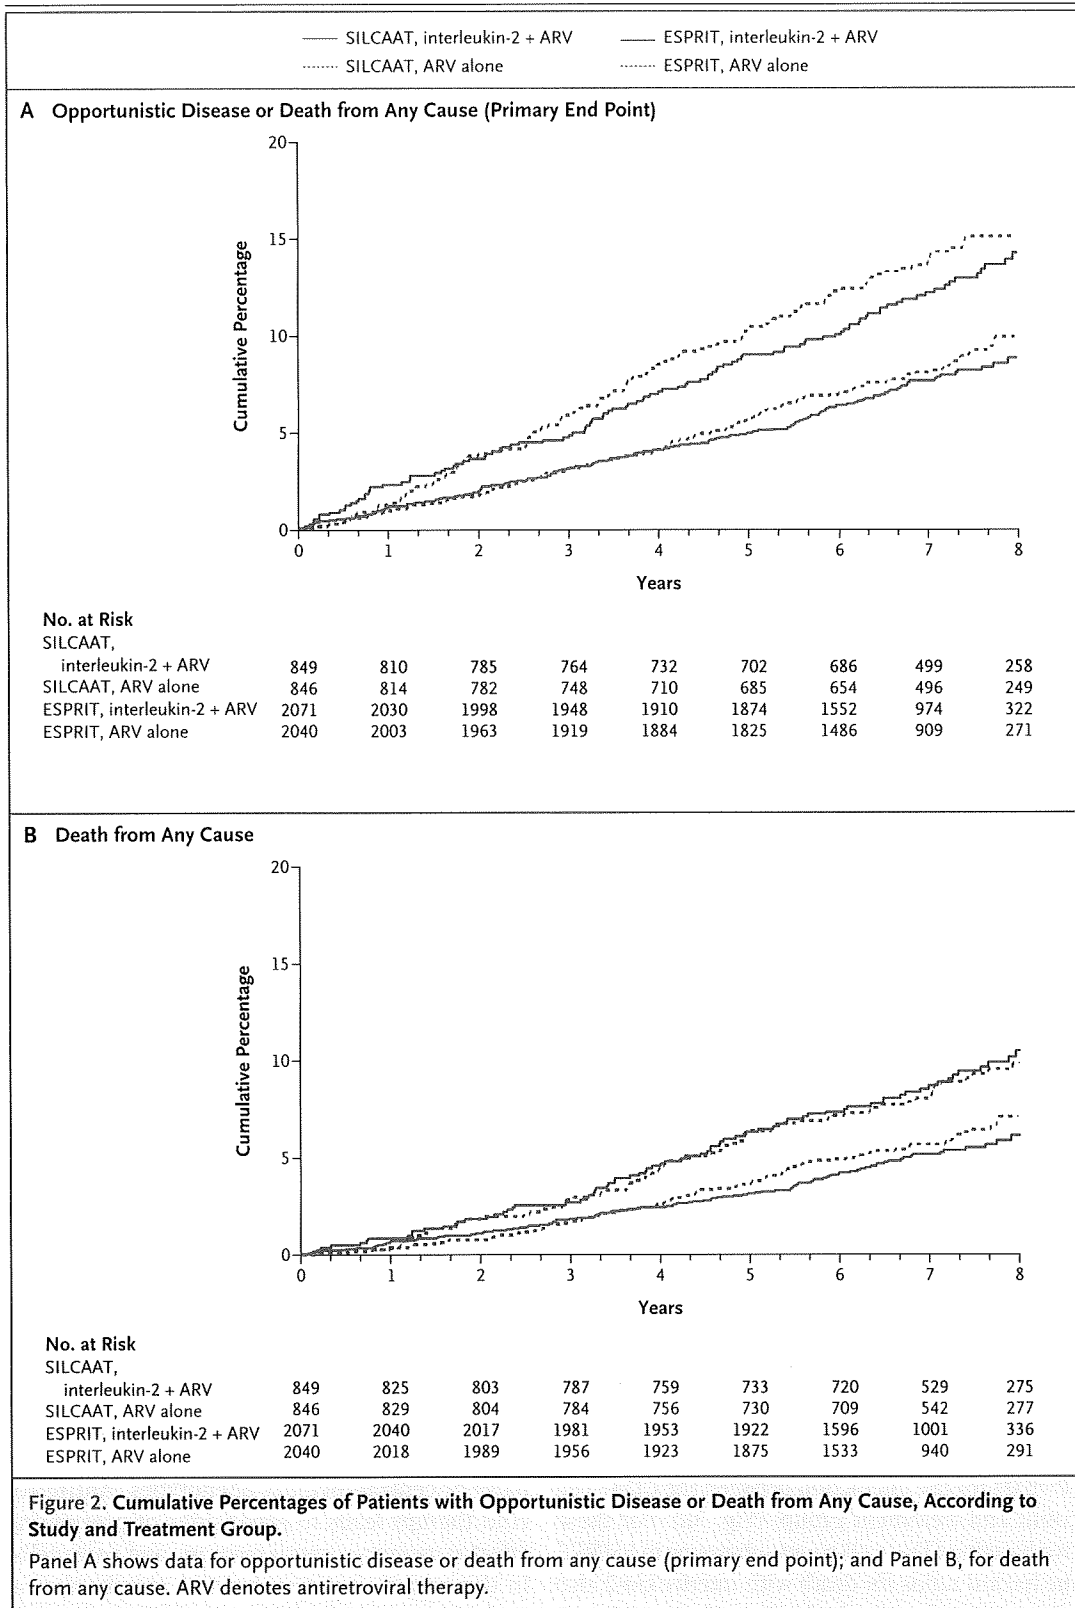 SILCAAT, interleukin-2 + ARV
ESPRIT, interleukin-2 + ARV
SILCAAT, ARV alone
ESPRIT, ARV alone
A Opportunistic Disease or Death from Any Cause (Primary End Point)
20
15
10
5
0
Cumulative Percentage
0 1 2 3 4 5 6 7 8
Years
No. at Risk
SILCAAT,
interleukin-2 + ARV 849 810 785 764 732 702 686 499 258
SILCAAT, ARV alone 846 814 782 748 710 685 654 496 249
ESPRIT, interleukin-2 + ARV 2071 2030 1998 1948 1910 1874 1552 974 322
ESPRIT, ARV alone 2040 2003 1963 1919 1884 1825 1486 909 271
B Death from Any Cause
20
15
10
5
0
Cumulative Percentage
0 1 2 3 4 5 6 7 8
Years
No. at Risk
SILCAAT,
interleukin-2 + ARV 849 825 803 787 759 733 720 529 275
SILCAAT, ARV alone 846 829 804 784 756 730 709 542 277
ESPRIT, interleukin-2 + ARV 2071 2040 2017 1981 1953 1922 1596 1001 336
ESPRIT, ARV alone 2040 2018 1989 1956 1923 1875 1533 940 291
Figure 2. Cumulative Percentages of Patients with Opportunistic Disease or Death from Any Cause, According to
Study and Treatment Group.
Panel A shows data for opportunistic disease or death from any cause (primary end point); and Panel B, for death
from any cause. ARV denotes antiretroviral therapy.